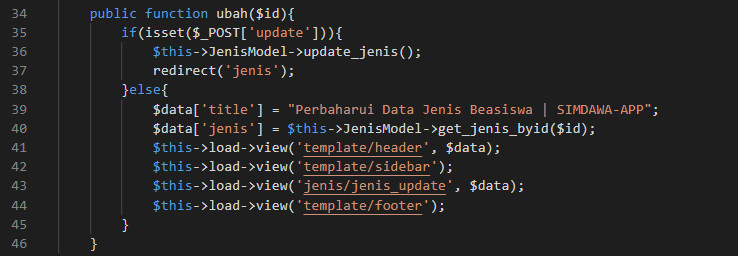 34 public function ubah($id){
35 if(isset($_POST['update'])){
36 $this->JenisModel->update_jenis();
37 redirect('jenis');
38 }else{
39 $data['title'] = "Perbaharui Data Jenis Beasiswa | SIMDAWA-APP";
40 $data['jenis'] = $this->JenisModel->get_jenis_byid($id);
41 $this->load->view('template/header', $data);
42 $this->load->view('template/sidebar');
43 $this->load->view('jenis/jenis_update', $data);
44 $this->load->view('template/footer');
45 }
46 }